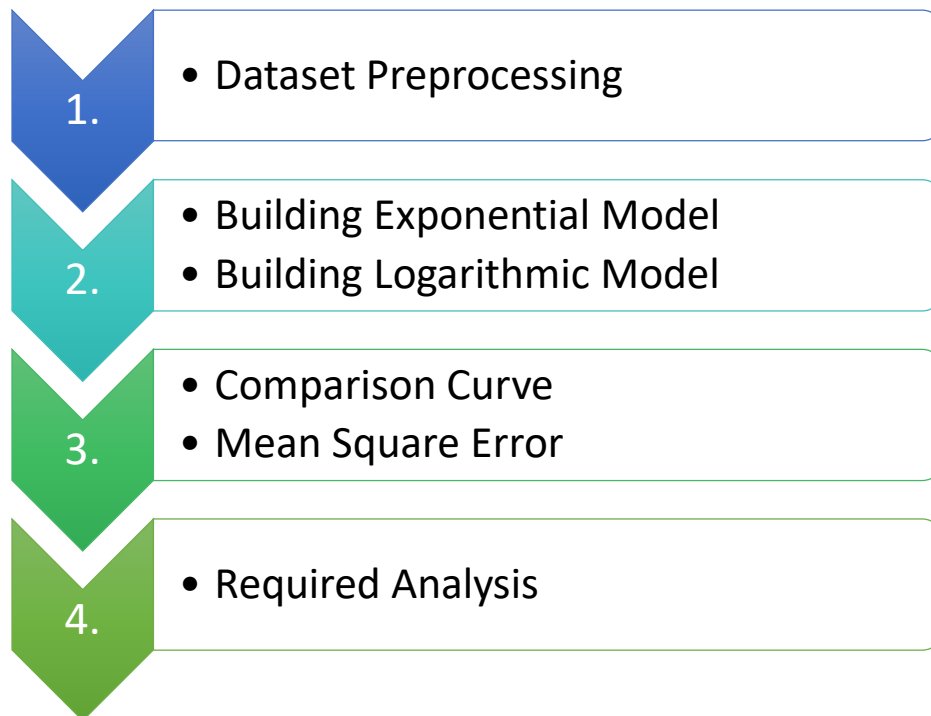 1.
• Dataset Preprocessing
2.
• Building Exponential Model
• Building Logarithmic Model
3.
• Comparison Curve
• Mean Square Error
4.
• Required Analysis